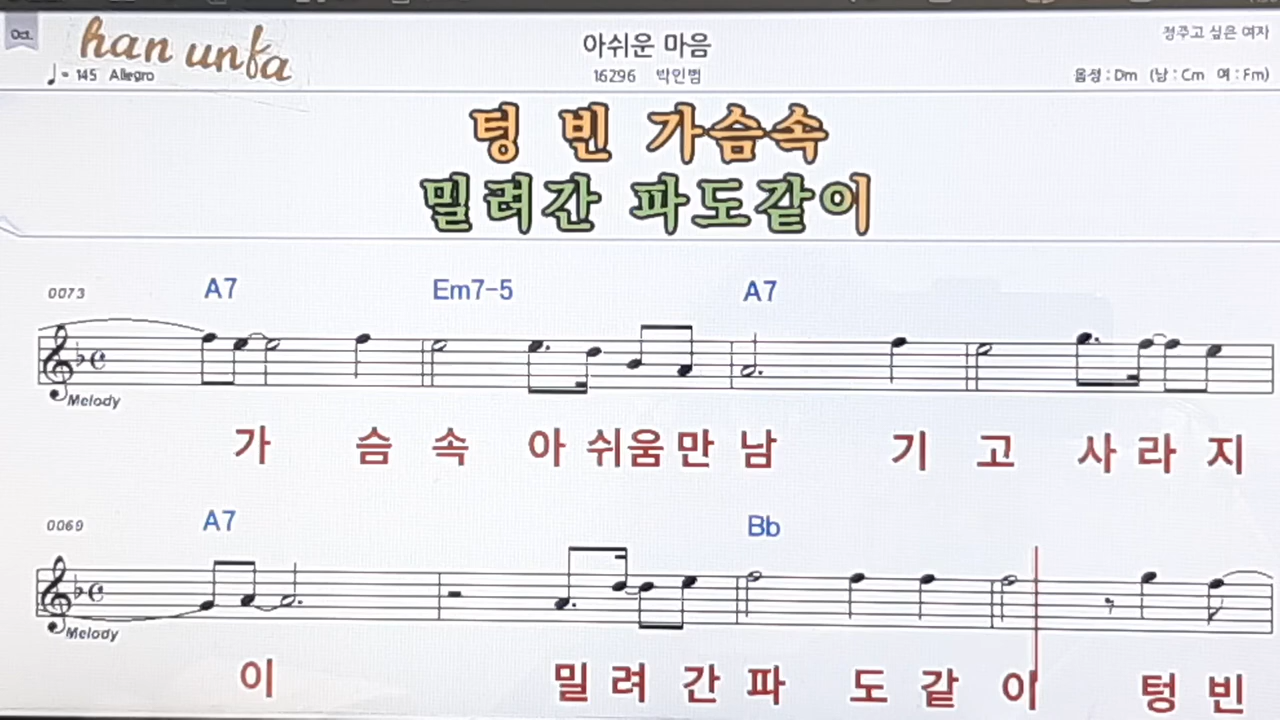 Oct.
han unfa
♩= 145 Allegro
아쉬운 마음
16296 박인범
정주고 싶은 여자
음정 : Dm (남 : Cm 여 : Fm)
텅 빈 가슴속
밀려간 파도같이
0073
A7 Em7-5 A7
Melody
가 슴 속 아 쉬움 만 남 기 고 사 라 지
0069
A7 Bb
Melody
이 밀 려 간 파 도 같 이 텅 빈